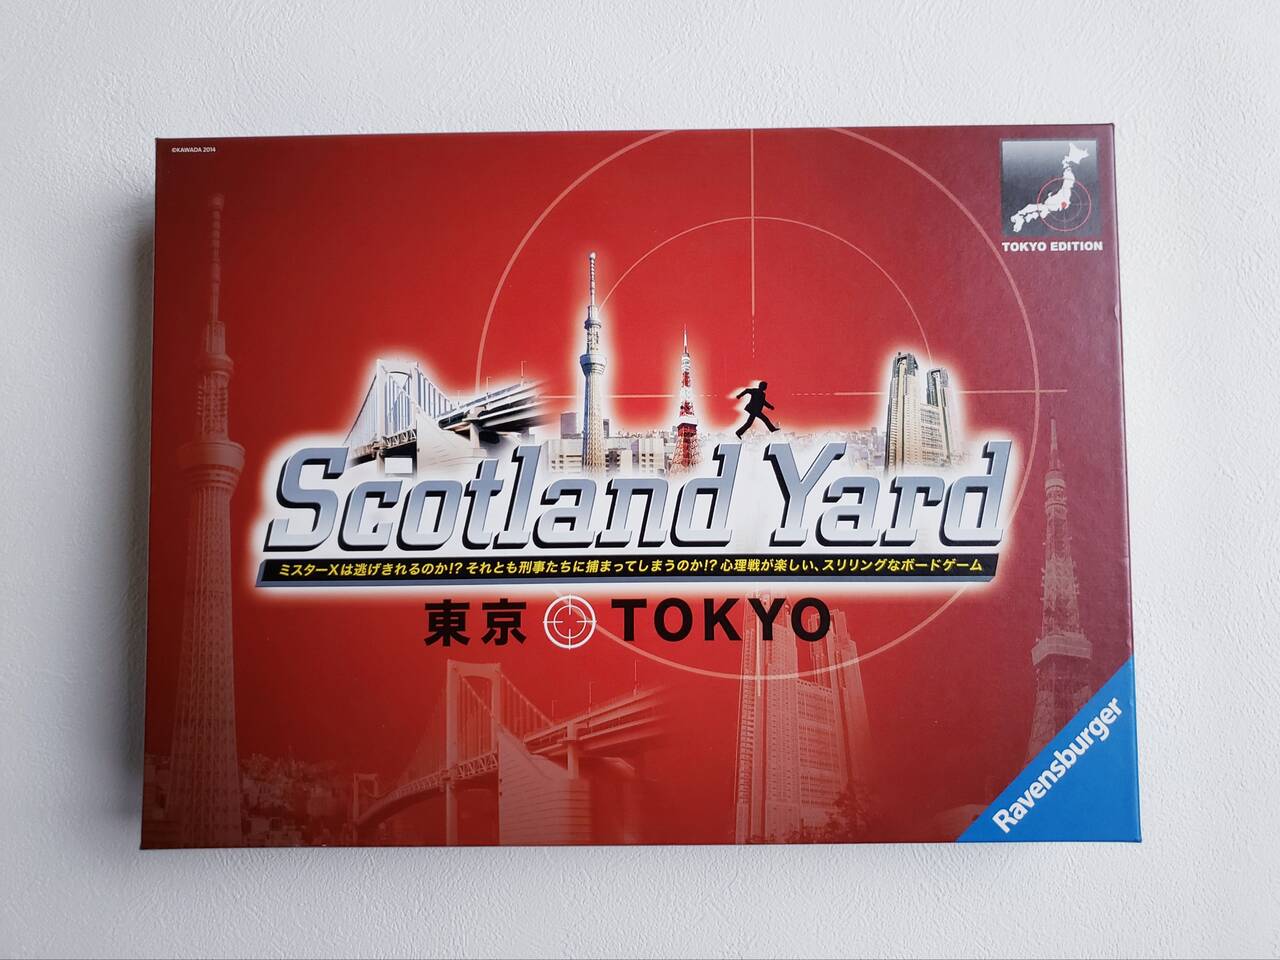 ©KAWADA 2014
TOKYO EDITION
Scotland Yard
ミスターXは逃げきれるのか!? それとも刑事たちに捕まってしまうのか!? 心理戦が楽しい、スリリングなボードゲーム
東京 TOKYO
Ravensburger